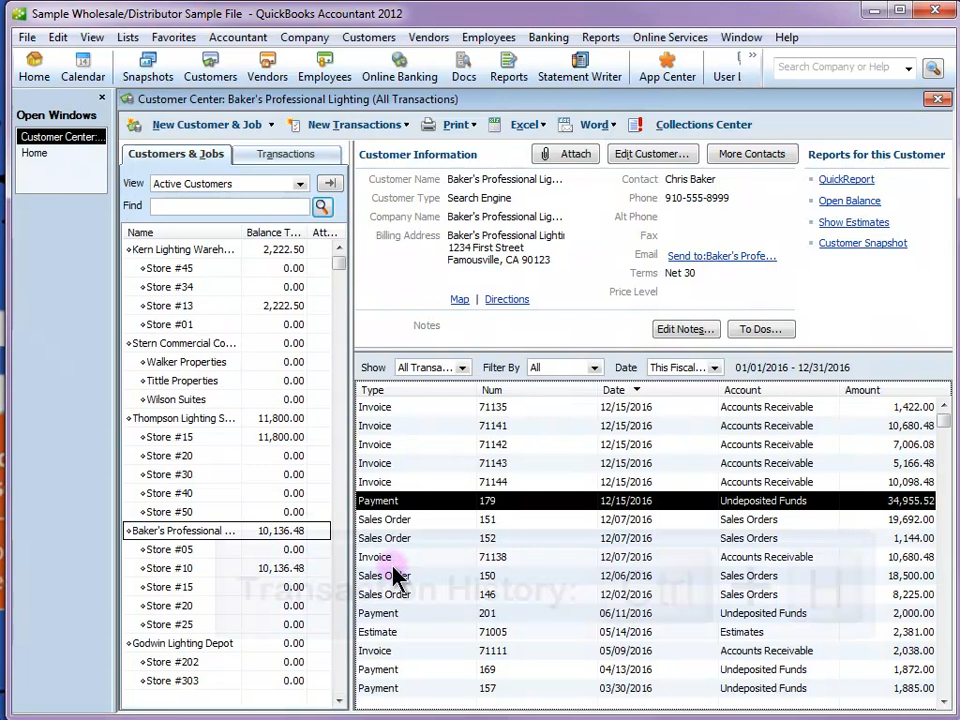 Sample Wholesale/Distributor Sample File - QuickBooks Accountant 2012
File Edit View Lists Favorites Accountant Company Customers Vendors Employees Banking Reports Online Services Window Help
Home Calendar Snapshots Customers Vendors Employees Online Banking Docs Reports Statement Writer App Center User L » Search Company or Help
Open Windows
Customer Center:...
Home
Customer Center: Baker's Professional Lighting (All Transactions)
New Customer & Job New Transactions Print Excel Word Collections Center
Customers & Jobs Transactions
View Active Customers
Find
Name Balance T... Att...
Kern Lighting Wareh... 2,222.50
Store #45 0.00
Store #34 0.00
Store #13 2,222.50
Store #01 0.00
Stern Commercial Co... 0.00
Walker Properties 0.00
Tittle Properties 0.00
Wilson Suites 0.00
Thompson Lighting S... 11,800.00
Store #15 11,800.00
Store #20 0.00
Store #30 0.00
Store #40 0.00
Store #50 0.00
Baker's Professional ... 10,136.48
Store #05 0.00
Store #10 10,136.48
Store #15 0.00
Store #20 0.00
Store #25 0.00
Godwin Lighting Depot 0.00
Store #202 0.00
Store #303 0.00
Customer Information Attach Edit Customer... More Contacts
Customer Name Baker's Professional Lig...
Customer Type Search Engine
Company Name Baker's Professional Lig...
Billing Address Baker's Professional Lighti
1234 First Street
Famousville, CA 90123
Map | Directions
Notes
Contact Chris Baker
Phone 910-555-8999
Alt Phone
Fax
Email Send to:Baker's Profe...
Terms Net 30
Price Level
Edit Notes... To Dos...
Reports for this Customer
QuickReport
Open Balance
Show Estimates
Customer Snapshot
Show All Transa... Filter By All Date This Fiscal... 01/01/2016 - 12/31/2016
Type Num Date Account Amount
Invoice 71135 12/15/2016 Accounts Receivable 1,422.00
Invoice 71141 12/15/2016 Accounts Receivable 10,680.48
Invoice 71142 12/15/2016 Accounts Receivable 7,006.08
Invoice 71143 12/15/2016 Accounts Receivable 5,166.48
Invoice 71144 12/15/2016 Accounts Receivable 10,098.48
Payment 179 12/15/2016 Undeposited Funds 34,955.52
Sales Order 151 12/07/2016 Sales Orders 19,692.00
Sales Order 152 12/07/2016 Sales Orders 1,144.00
Invoice 71138 12/07/2016 Accounts Receivable 10,680.48
Sales Order 150 12/06/2016 Sales Orders 18,500.00
Transaction History: Ctrl + H
Sales Order 146 12/02/2016 Sales Orders 8,225.00
Payment 201 06/11/2016 Undeposited Funds 2,000.00
Estimate 71005 05/14/2016 Estimates 2,381.00
Invoice 71111 05/09/2016 Accounts Receivable 2,038.00
Payment 169 04/13/2016 Undeposited Funds 1,872.00
Payment 157 03/30/2016 Undeposited Funds 1,885.00